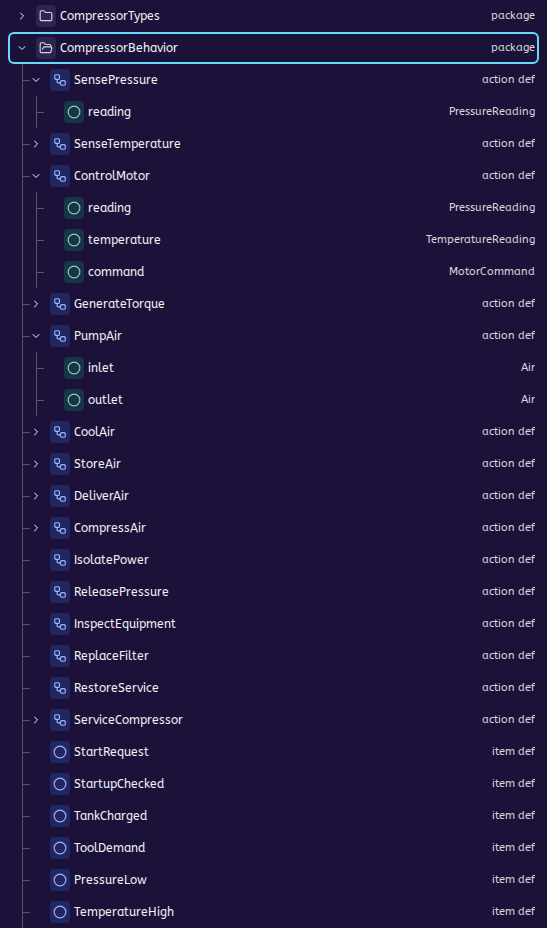 CompressorTypes package
CompressorBehavior package
SensePressure action def
reading PressureReading
SenseTemperature action def
ControlMotor action def
reading PressureReading
temperature TemperatureReading
command MotorCommand
GenerateTorque action def
PumpAir action def
inlet Air
outlet Air
CoolAir action def
StoreAir action def
DeliverAir action def
CompressAir action def
IsolatePower action def
ReleasePressure action def
InspectEquipment action def
ReplaceFilter action def
RestoreService action def
ServiceCompressor action def
StartRequest item def
StartupChecked item def
TankCharged item def
ToolDemand item def
PressureLow item def
TemperatureHigh item def